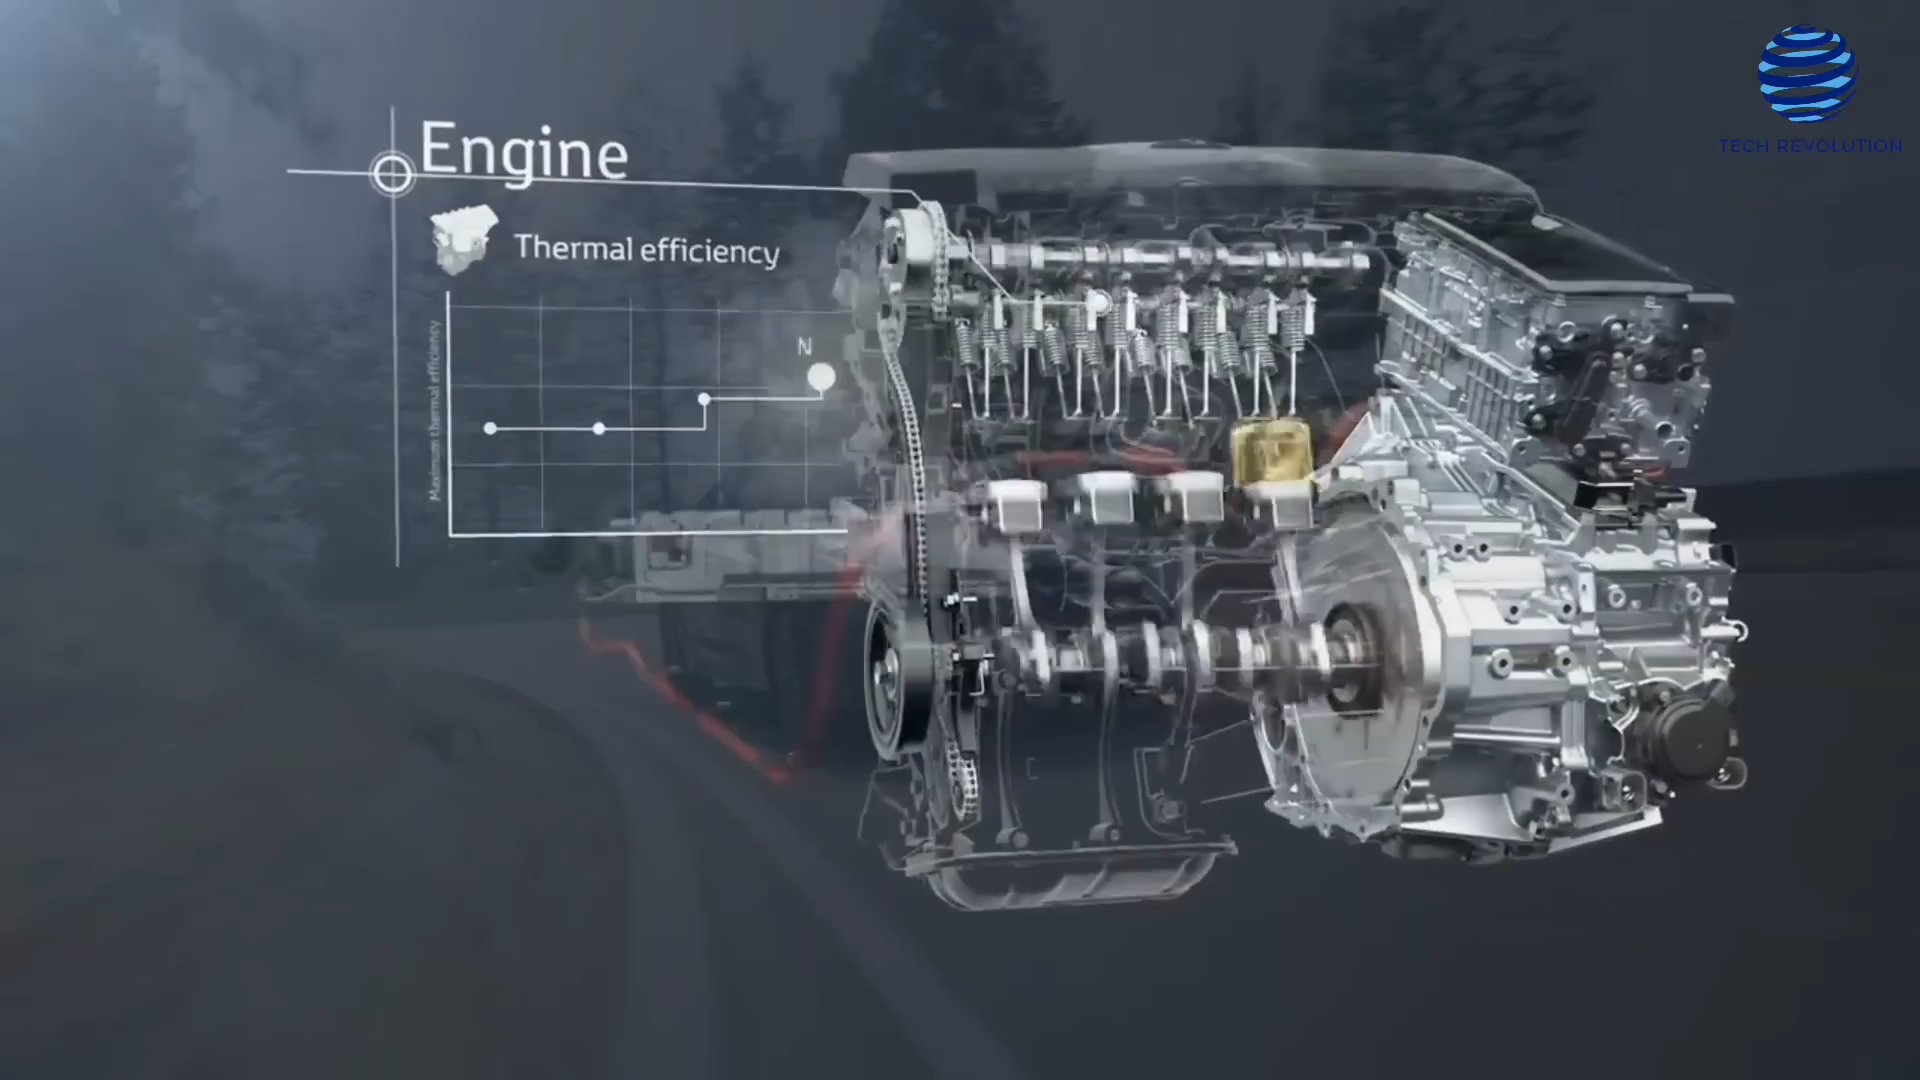 TECH REVOLUTION
Engine
Thermal efficiency
N
Maximum thermal efficiency